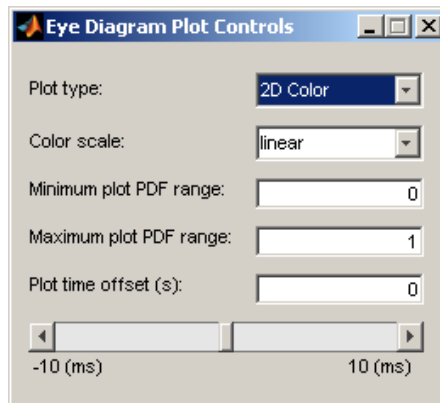 Eye Diagram Plot Controls
Plot type: 2D Color
Color scale: linear
Minimum plot PDF range: 0
Maximum plot PDF range: 1
Plot time offset (s): 0
-10 (ms) 10 (ms)